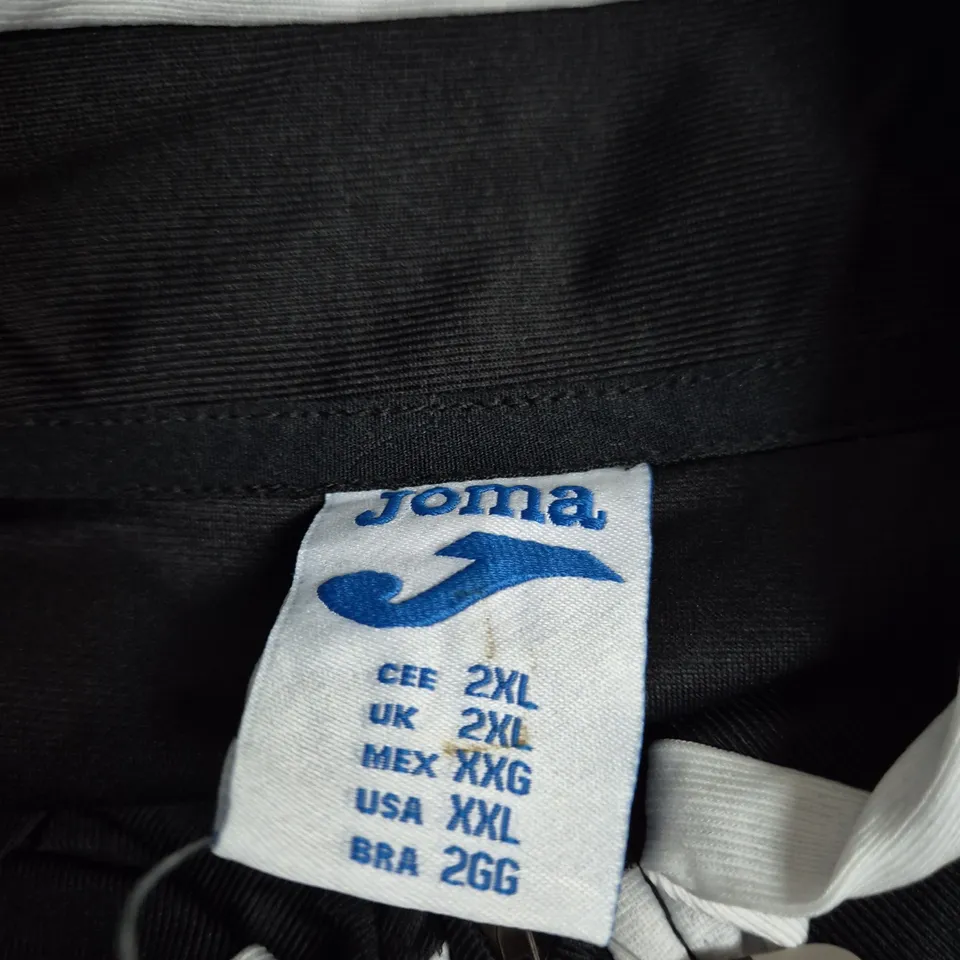 Joma
CEE 2XL
UK 2XL
MEX XXG
USA XXL
BRA 2GG